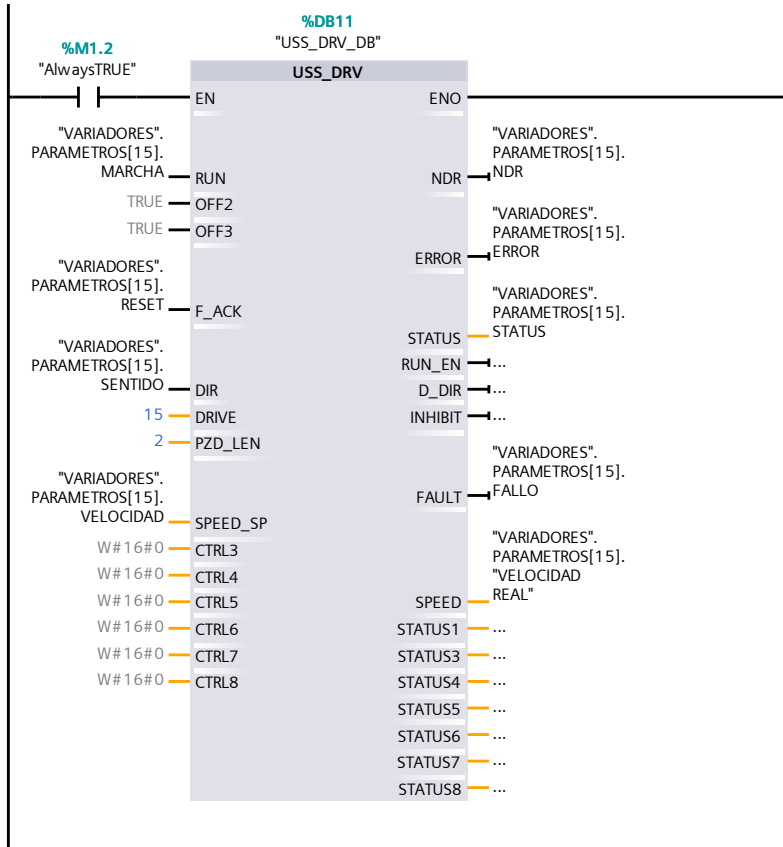 %DB11
"USS_DRV_DB"
%M1.2
"AlwaysTRUE"
USS_DRV
EN
ENO
"VARIADORES".
PARAMETROS[15].
MARCHA
RUN
"VARIADORES".
PARAMETROS[15].
NDR
NDR
TRUE
OFF2
TRUE
OFF3
"VARIADORES".
PARAMETROS[15].
ERROR
ERROR
"VARIADORES".
PARAMETROS[15].
RESET
F_ACK
"VARIADORES".
PARAMETROS[15].
STATUS
STATUS
RUN_EN
...
"VARIADORES".
PARAMETROS[15].
SENTIDO
DIR
D_DIR
...
15
DRIVE
INHIBIT
...
2
PZD_LEN
"VARIADORES".
PARAMETROS[15].
FALLO
FAULT
"VARIADORES".
PARAMETROS[15].
VELOCIDAD
SPEED_SP
W#16#0
CTRL3
W#16#0
CTRL4
W#16#0
CTRL5
"VARIADORES".
PARAMETROS[15].
"VELOCIDAD
REAL"
SPEED
W#16#0
CTRL6
STATUS1
...
W#16#0
CTRL7
STATUS3
...
W#16#0
CTRL8
STATUS4
...
STATUS5
...
STATUS6
...
STATUS7
...
STATUS8
...